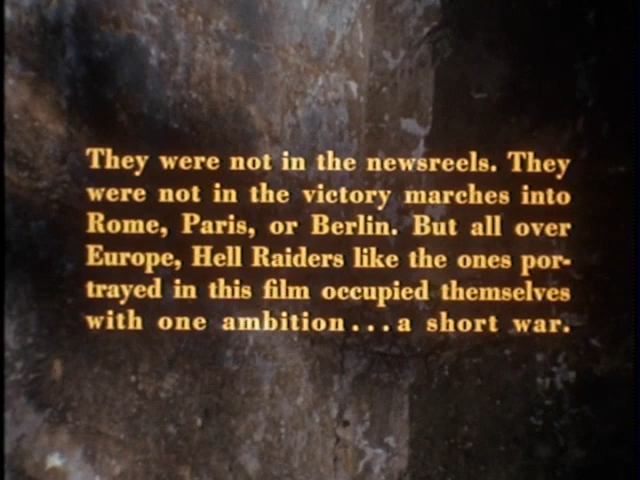 They were not in the newsreels. They
were not in the victory marches into
Rome, Paris, or Berlin. But all over
Europe, Hell Raiders like the ones por-
trayed in this film occupied themselves
with one ambition...a short war.